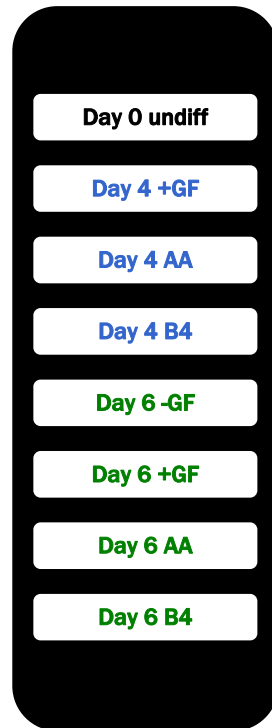 Day 0 undiff
Day 4 +GF
Day 4 AA
Day 4 B4
Day 6 -GF
Day 6 +GF
Day 6 AA
Day 6 B4